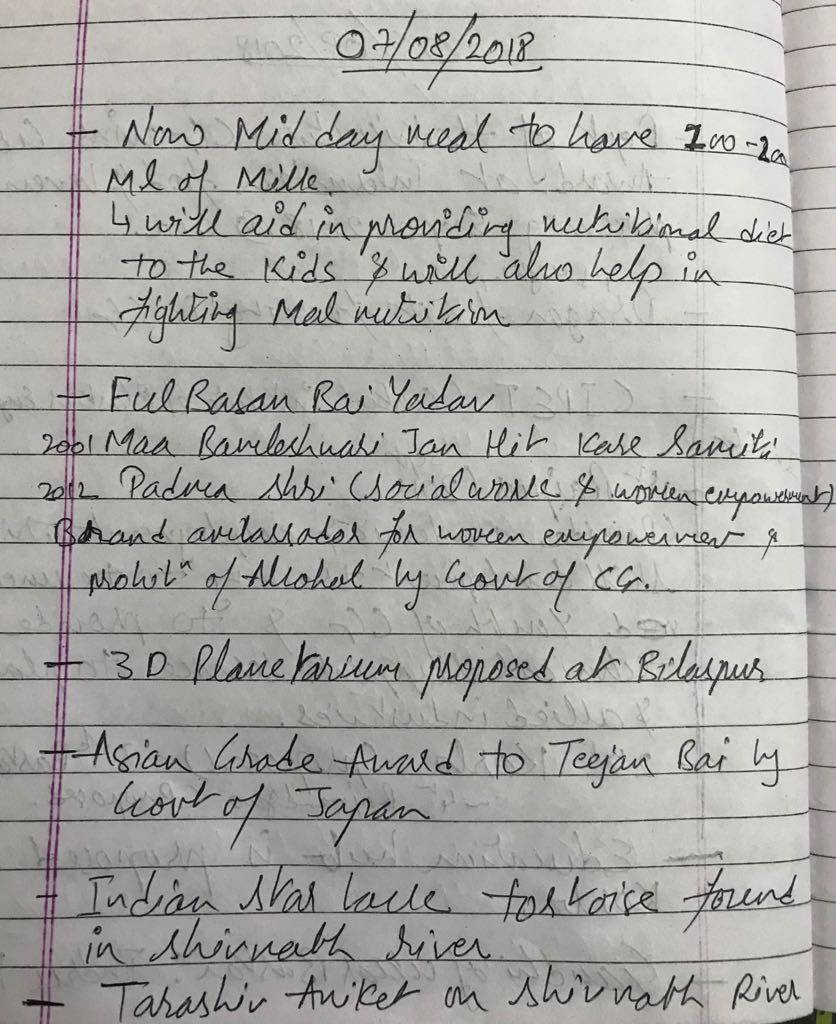 07/08/2018
- Now Mid day meal to have 100-200
Ml of Milk.
↳ will aid in providing nutritional diet
to the Kids & will also help in
fighting Mal nutrition
- Ful Basan Bai Yadav
2001 Maa Bamleshwari Jan Hit Kare Samiti
2012 Padma Shri (social work & women empowerment)
Brand ambassador for women empowerment &
prohibⁿ of Alcohol by Govt of CG.
- 3D Planetarium proposed at Bilaspur
- Asian Grade Award to Teejan Bai by
Govt of Japan
- Indian star tortoise found
in Shivnath river
- Tarashiv Aniket on Shivnath River